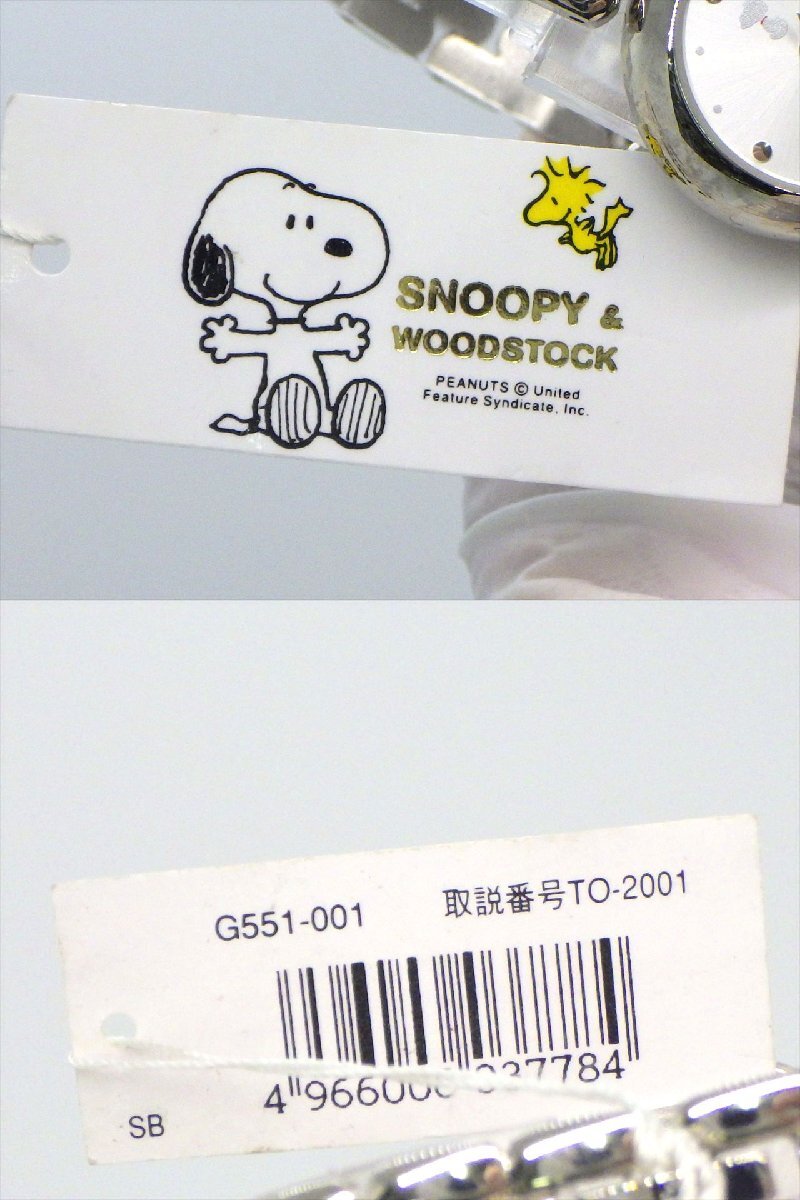 SNOOPY &
WOODSTOCK
PEANUTS © United
Feature Syndicate, Inc.
G551-001 取説番号TO-2001
SB